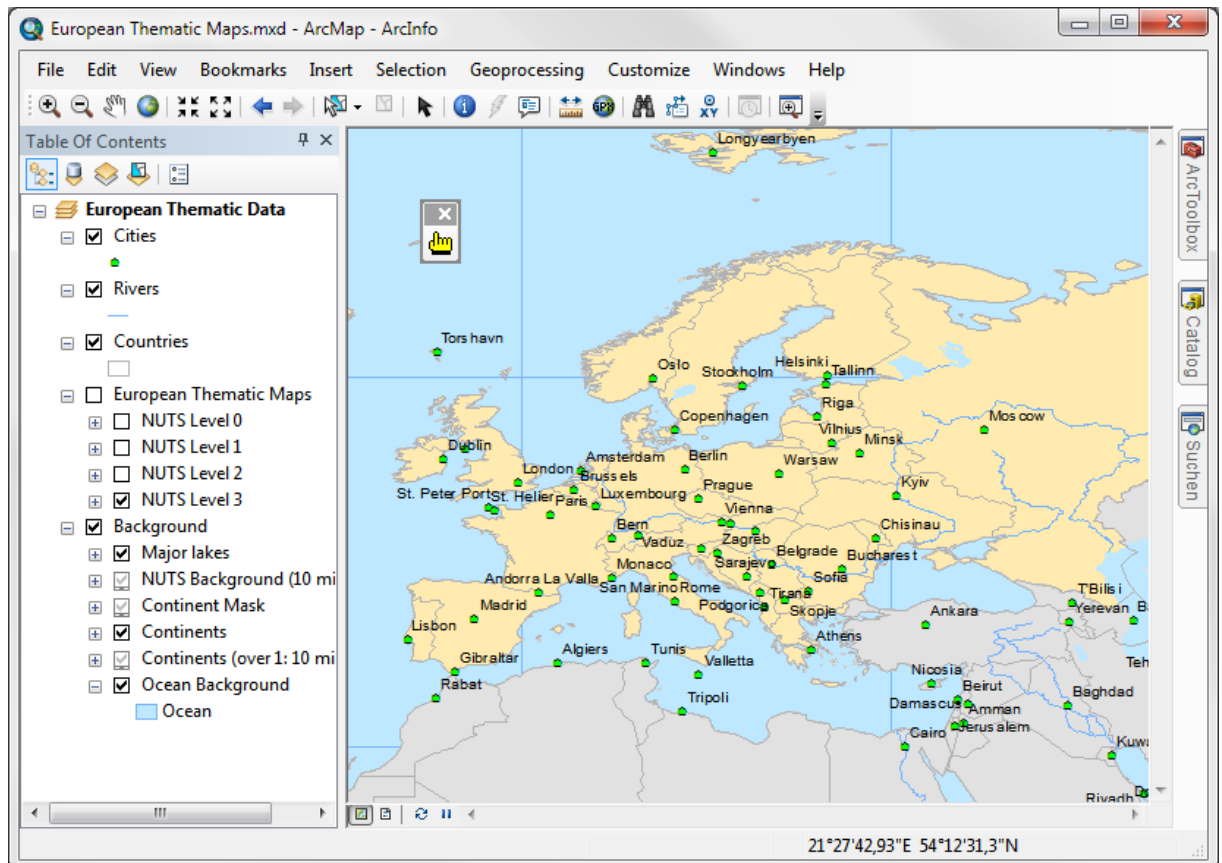 European Thematic Maps.mxd - ArcMap - ArcInfo
File Edit View Bookmarks Insert Selection Geoprocessing Customize Windows Help
Table Of Contents
European Thematic Data
Cities
Rivers
Countries
European Thematic Maps
NUTS Level 0
NUTS Level 1
NUTS Level 2
NUTS Level 3
Background
Major lakes
NUTS Background (10 mi
Continent Mask
Continents
Continents (over 1: 10 mi
Ocean Background
Ocean
Longyearbyen
Torshavn
Oslo
Stockholm
Helsinki
Tallinn
Copenhagen
Riga
Moscow
Vilnius
Minsk
Dublin
London
Amsterdam
Brussels
Berlin
Warsaw
St. Peter Port
St. Helier
Paris
Luxembourg
Prague
Kyiv
Vienna
Bern
Vaduz
Zagreb
Chisinau
Belgrade
Bucharest
Monaco
Sarajevo
Andorra La Valla
San Marino
Rome
Sofia
Tirana
Podgorica
Skopje
Madrid
Lisbon
Ankara
T'Bilisi
Yerevan
B
Athens
Gibraltar
Algiers
Tunis
Valletta
Rabat
Tripoli
Nicosia
Beirut
Damascus
Amman
Jerusalem
Cairo
Baghdad
Teh
Kuw
Riyadh
ArcToolbox
Catalog
Suchen
21°27'42,93"E 54°12'31,3"N